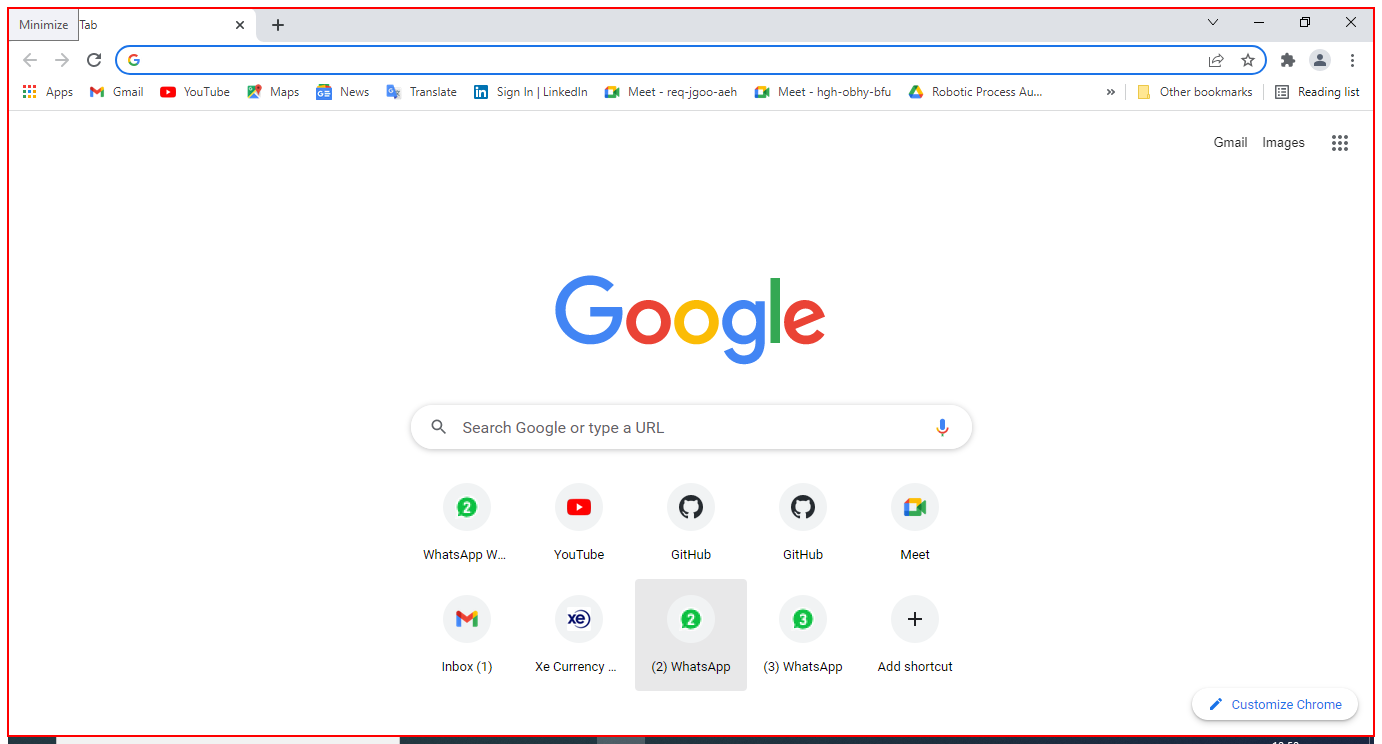 Minimize Tab
Apps Gmail YouTube Maps News Translate Sign In | LinkedIn Meet - req-jgoo-aeh Meet - hgh-obhy-bfu Robotic Process Au... » Other bookmarks Reading list
Gmail Images
Google
Search Google or type a URL
2 3
WhatsApp W... YouTube GitHub GitHub Meet
xe 2 3
Inbox (1) Xe Currency ... (2) WhatsApp (3) WhatsApp Add shortcut
Customize Chrome